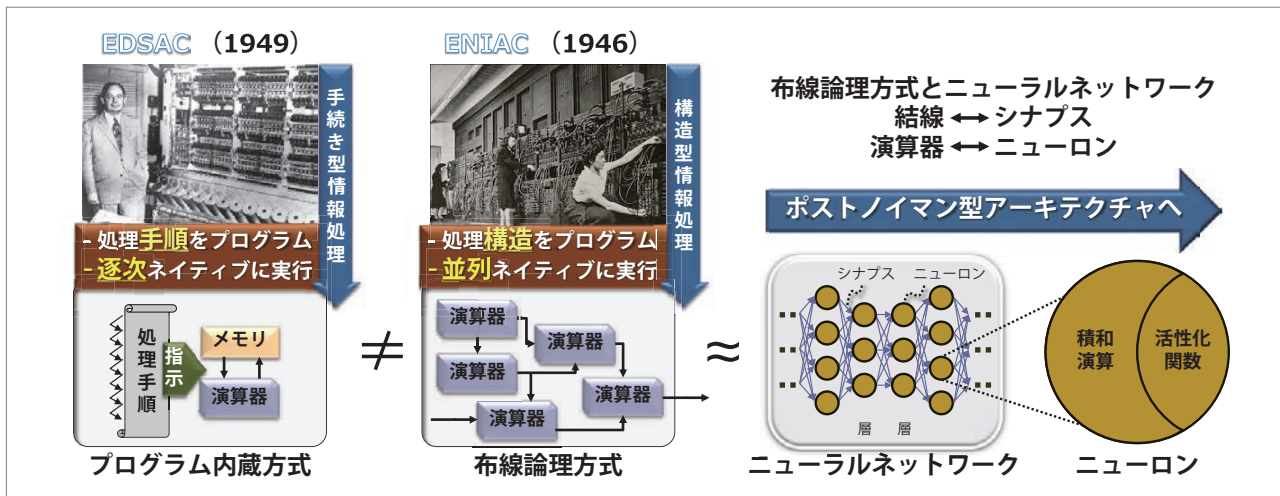 EDSAC（1949）
手続き型情報処理
- 処理手順をプログラム
- 逐次ネイティブに実行
処理手順
指示
メモリ
演算器
プログラム内蔵方式
≠
ENIAC（1946）
構造型情報処理
- 処理構造をプログラム
- 並列ネイティブに実行
演算器
演算器
演算器
演算器
演算器
布線論理方式
≈
布線論理方式とニューラルネットワーク
結線 ⟷ シナプス
演算器 ⟷ ニューロン
ポストノイマン型アーキテクチャへ
シナプス ニューロン
層 層
ニューラルネットワーク
積和
演算
活性化
関数
ニューロン